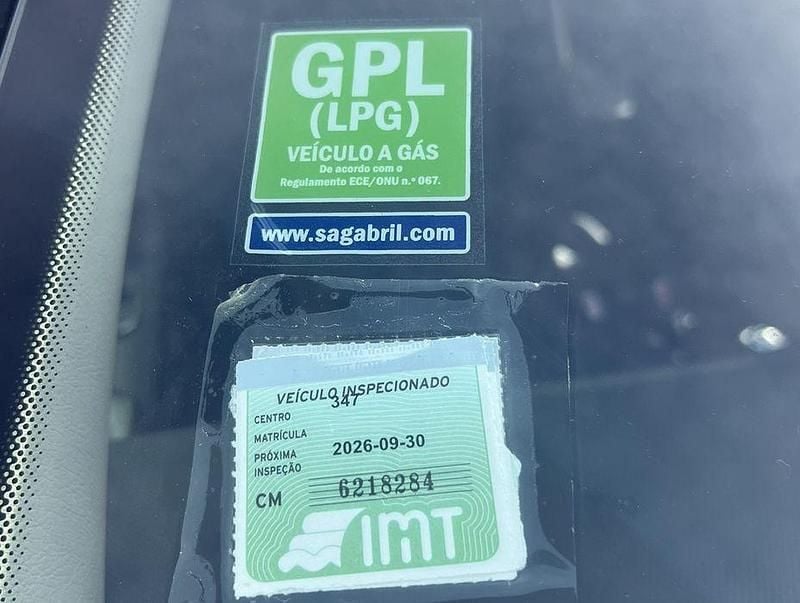 GPL
(LPG)
VEÍCULO A GÁS
De acordo com o
Regulamento ECE/ONU n.º 067.
www.sagabril.com
VEÍCULO INSPECIONADO
CENTRO 347
MATRÍCULA
PRÓXIMA
INSPEÇÃO 2026-09-30
CM 6218284
IMT